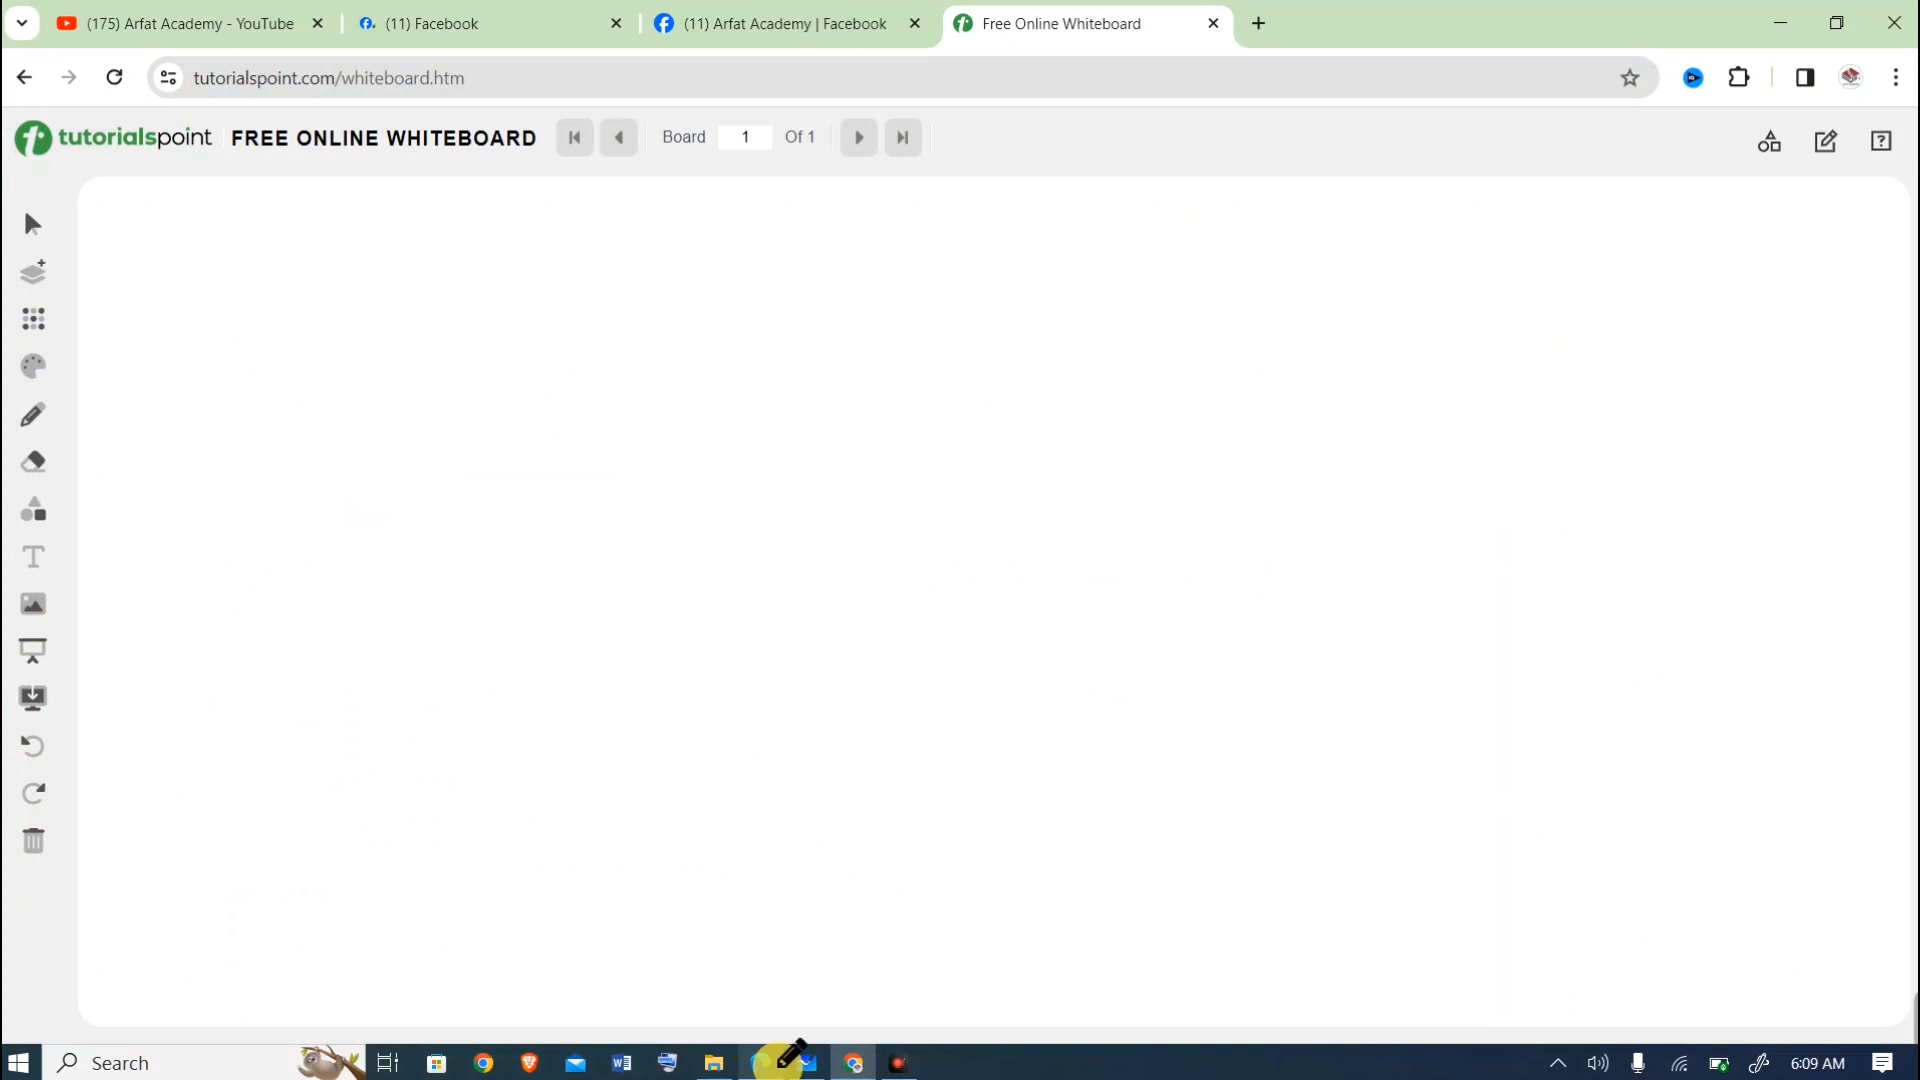 (175) Arfat Academy - YouTube
(11) Facebook
(11) Arfat Academy | Facebook
Free Online Whiteboard
tutorialspoint.com/whiteboard.htm
tutorialspoint FREE ONLINE WHITEBOARD Board 1 Of 1
Search
6:09 AM